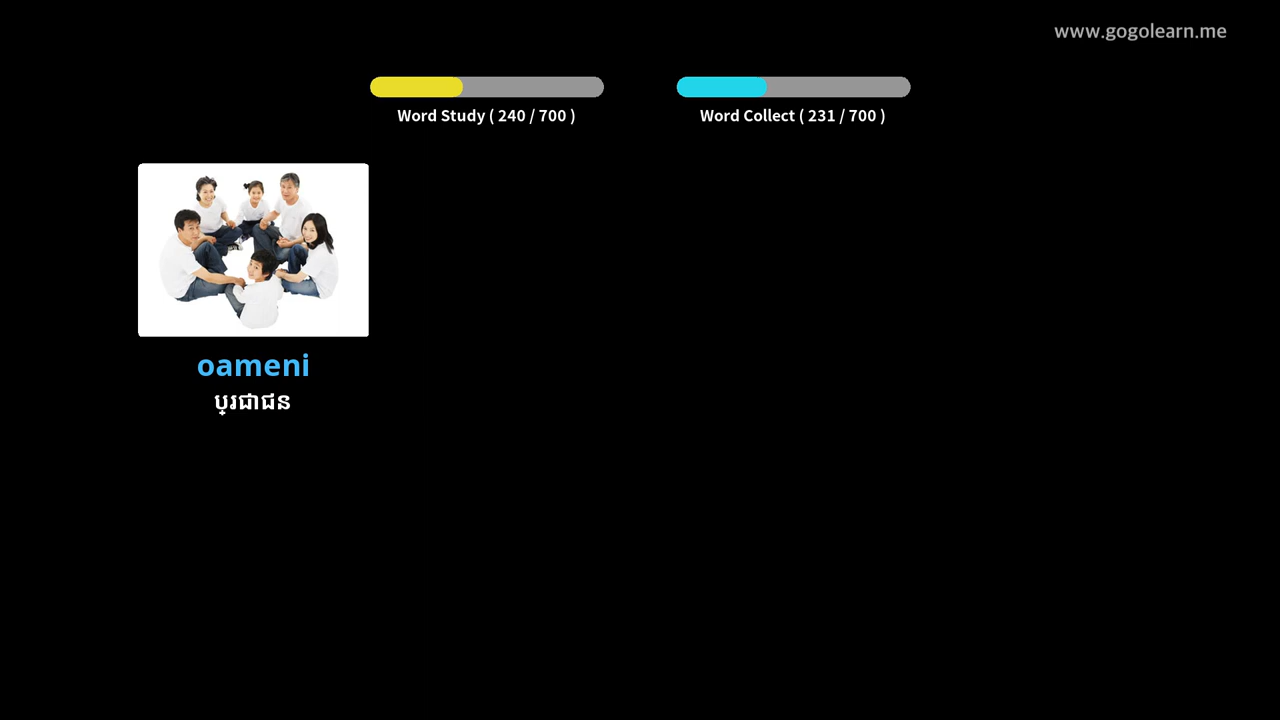 www.gogolearn.me
Word Study ( 240 / 700 )
Word Collect ( 231 / 700 )
oameni
ប្រជាជន